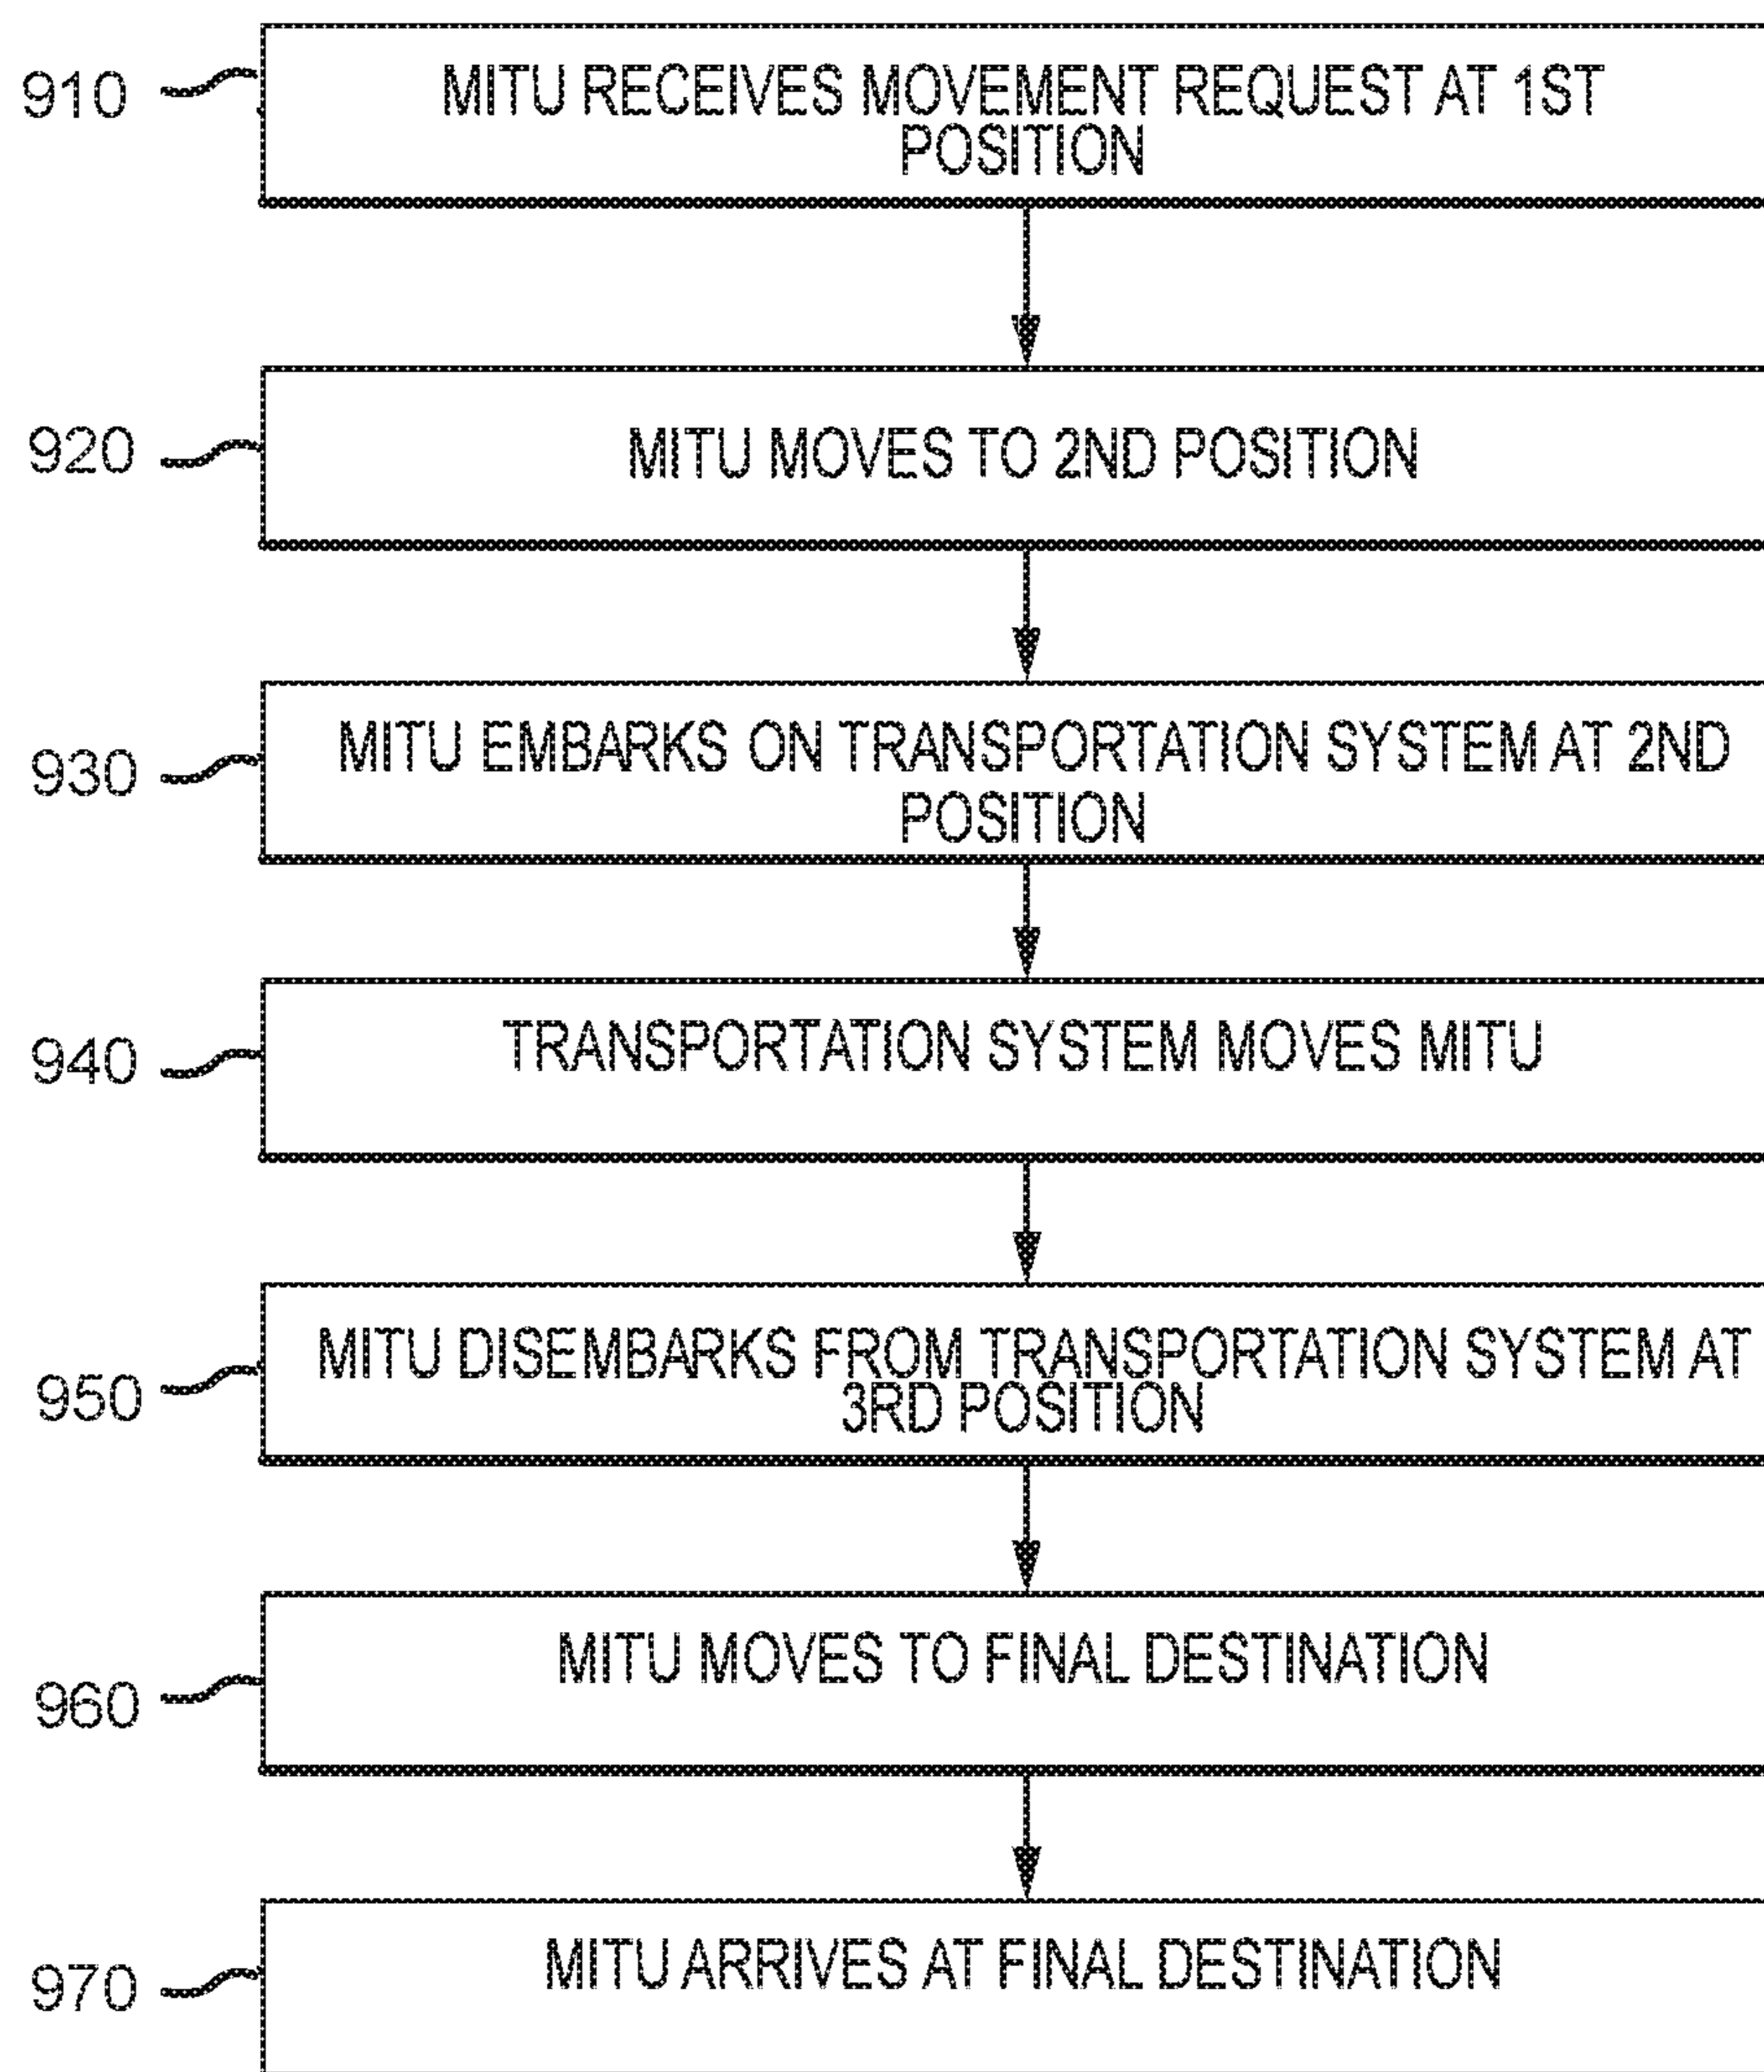 910
MITU RECEIVES MOVEMENT REQUEST AT 1ST
POSITION
920
MITU MOVES TO 2ND POSITION
930
MITU EMBARKS ON TRANSPORTATION SYSTEM AT 2ND
POSITION
940
TRANSPORTATION SYSTEM MOVES MITU
950
MITU DISEMBARKS FROM TRANSPORTATION SYSTEM AT
3RD POSITION
960
MITU MOVES TO FINAL DESTINATION
970
MITU ARRIVES AT FINAL DESTINATION